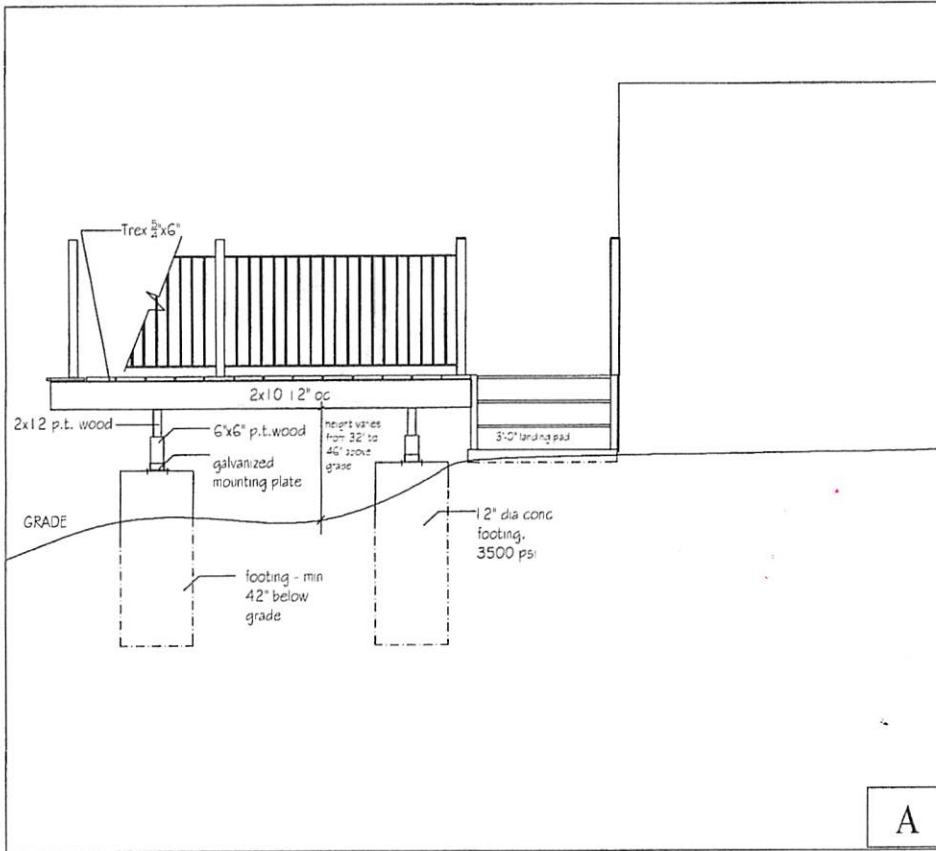 Trex 5/4"x6"
2x10 12" oc
2x12 p.t. wood
6"x6" p.t. wood
height varies
from 32" to
46" above
grade
3'-0" landing pad
galvanized
mounting plate
GRADE
12" dia conc
footing.
3500 psi
footing - min
42" below
grade
A